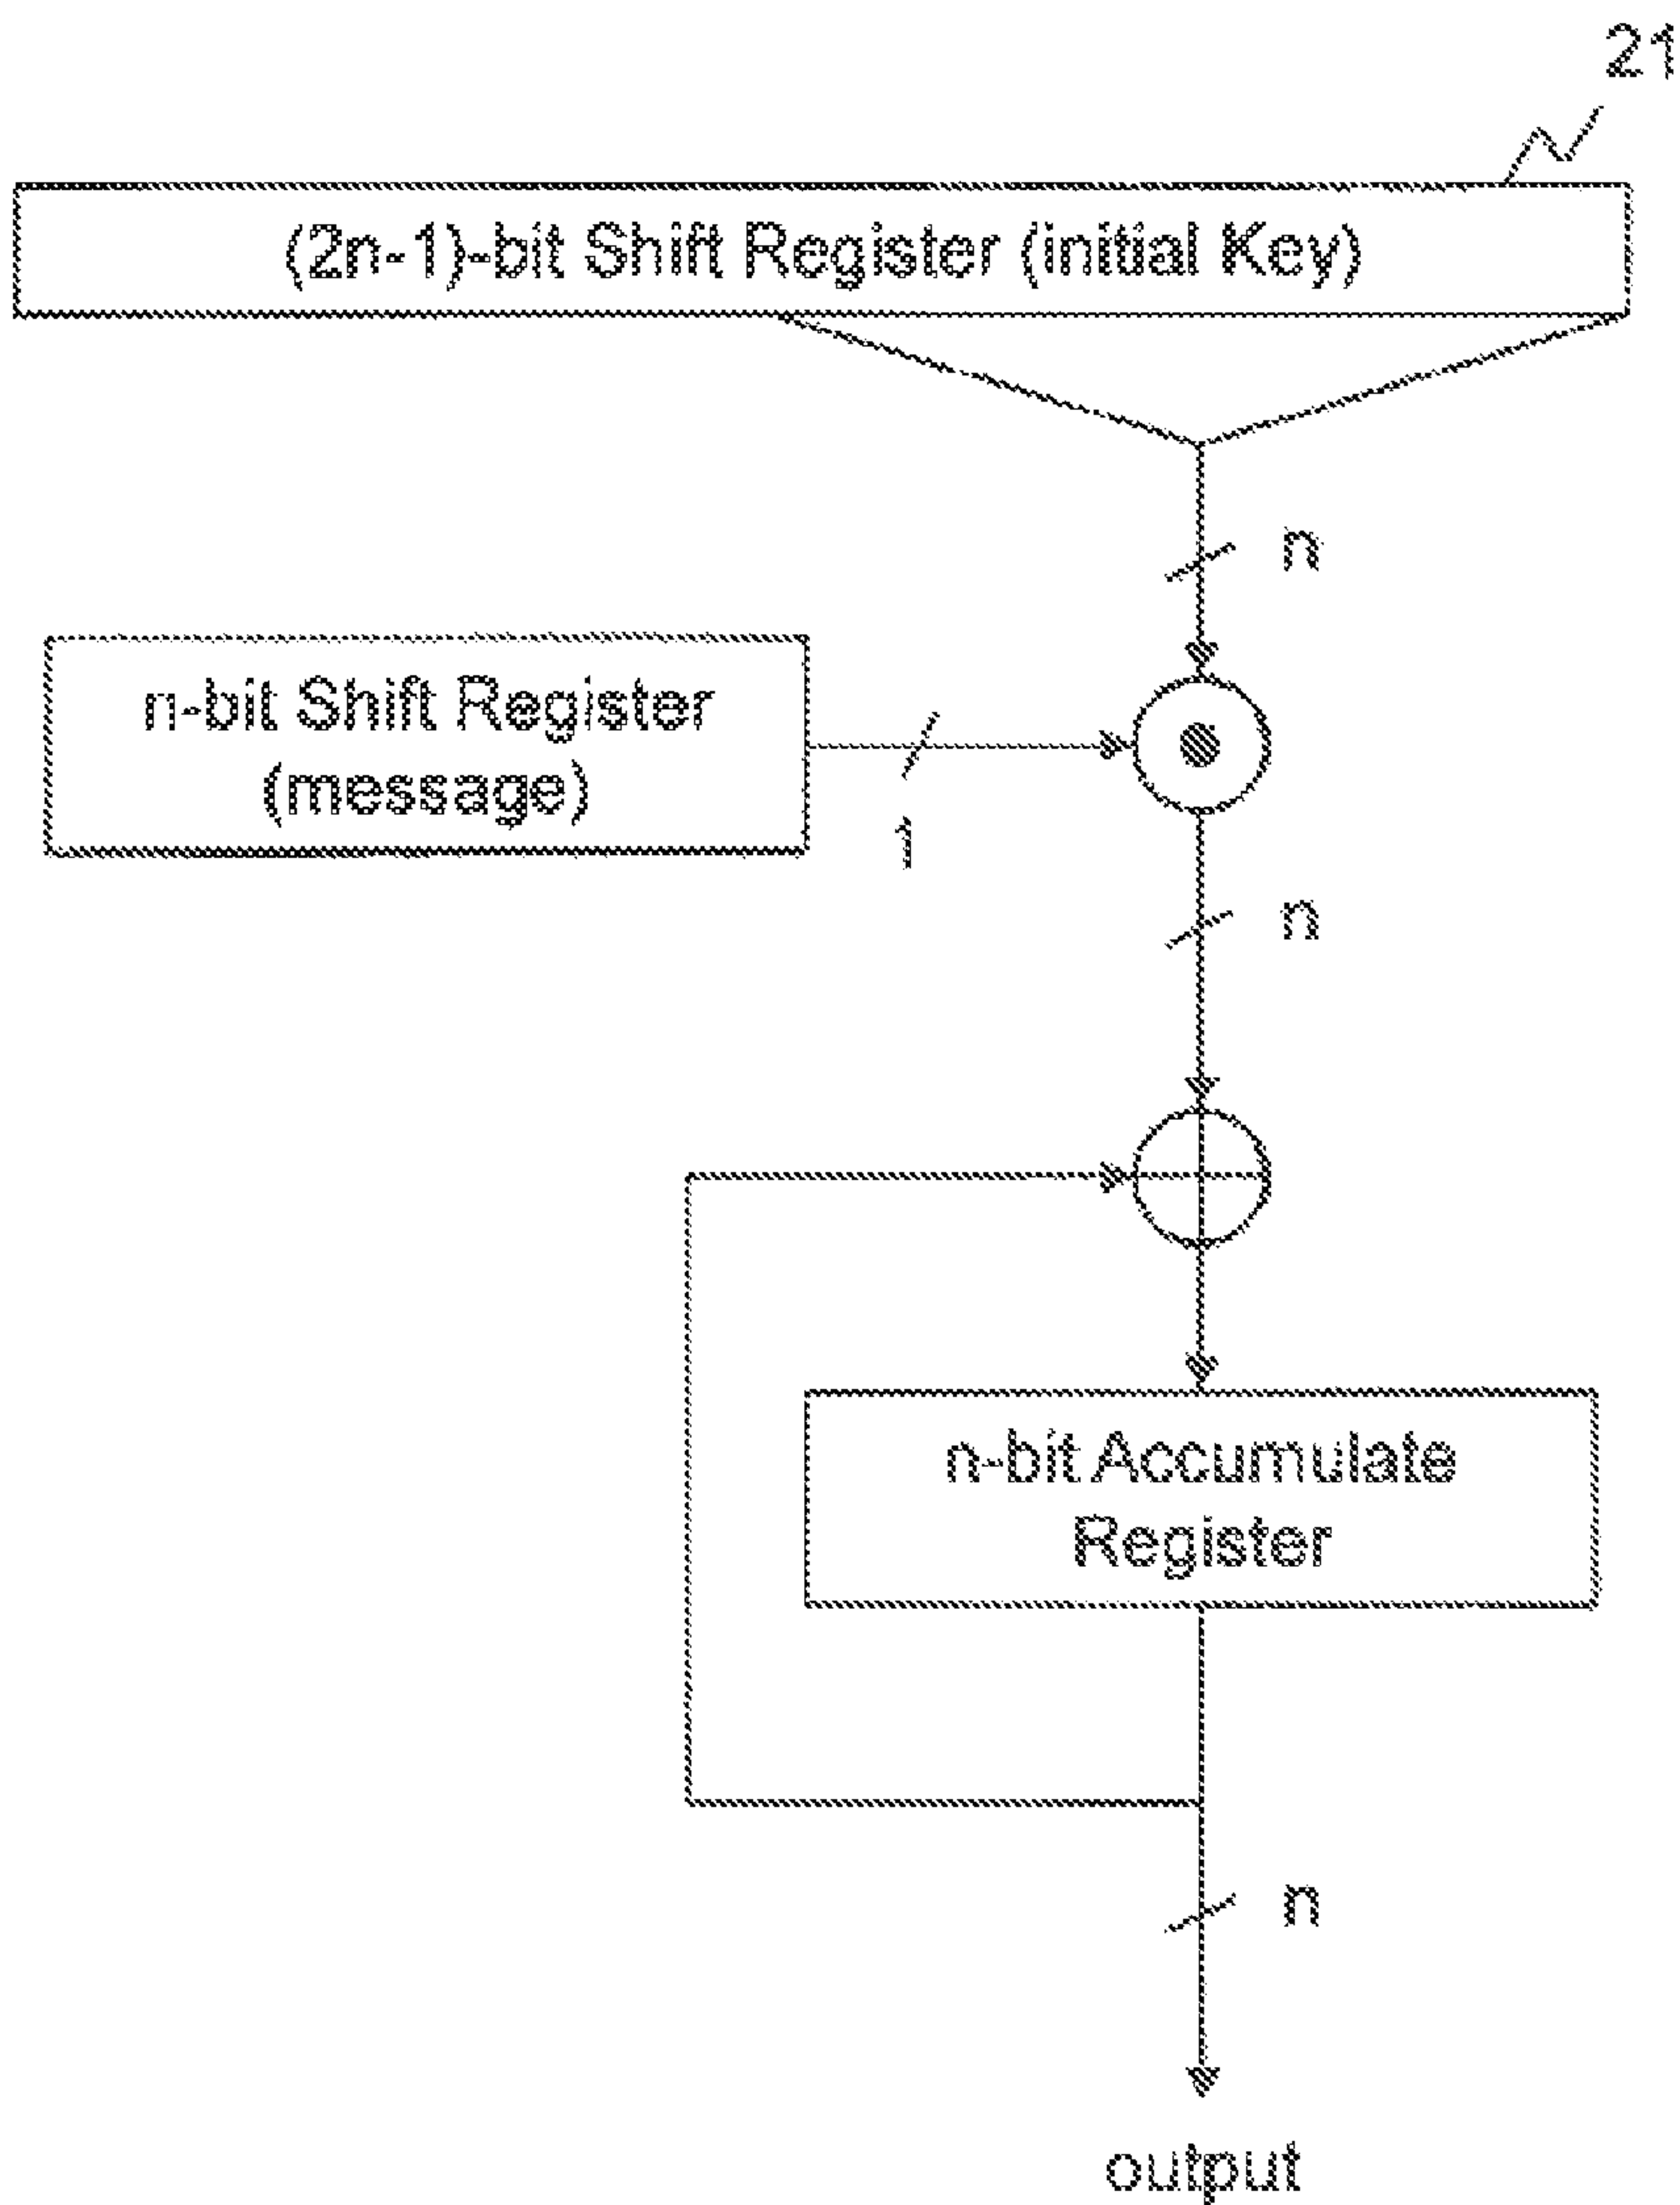 21
(2n-1)-bit Shift Register (initial Key)
n
n-bit Shift Register
(message)
1
n
n-bit Accumulate
Register
n
output